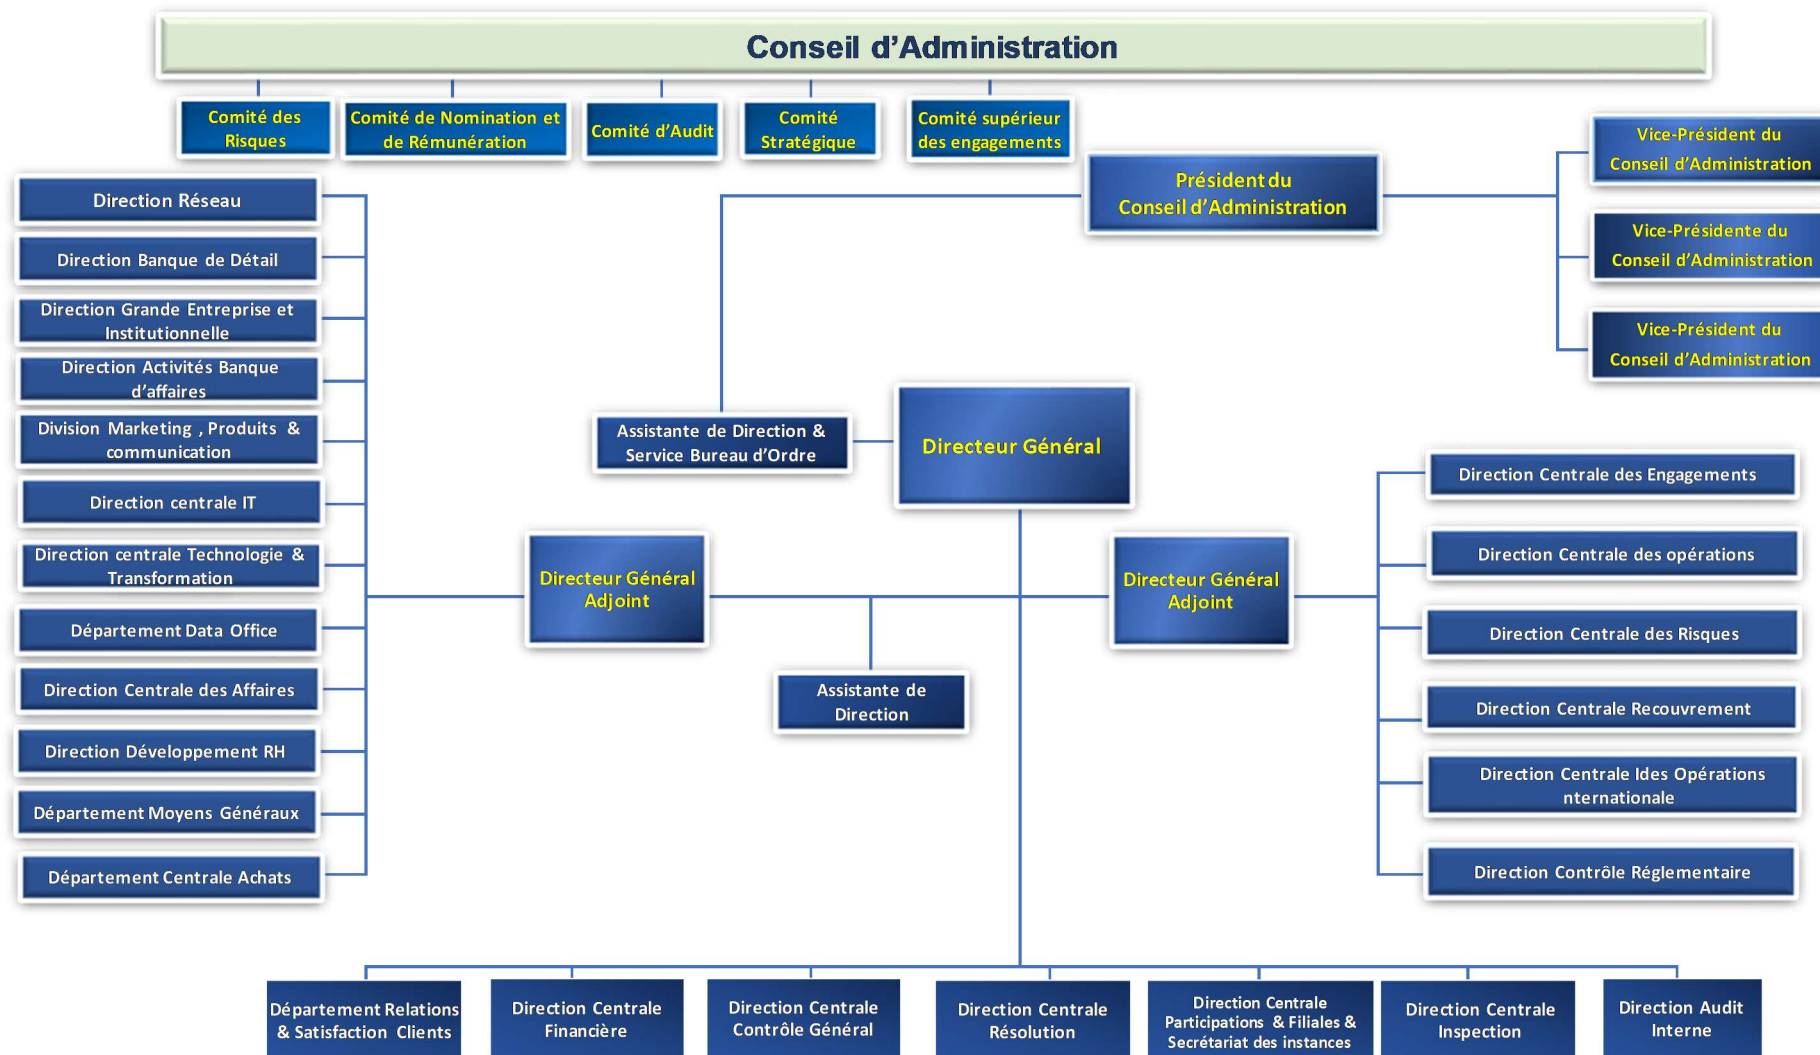 Conseil d'Administration
Comité des
Risques
Comité de Nomination et
de Rémunération
Comité d'Audit
Comité
Stratégique
Comité supérieur
des engagements
Président du
Conseil d'Administration
Vice-Président du
Conseil d'Administration
Vice-Présidente du
Conseil d'Administration
Vice-Président du
Conseil d'Administration
Direction Réseau
Direction Banque de Détail
Direction Grande Entreprise et
Institutionnelle
Direction Activités Banque
d'affaires
Division Marketing , Produits &
communication
Direction centrale IT
Direction centrale Technologie &
Transformation
Département Data Office
Direction Centrale des Affaires
Direction Développement RH
Département Moyens Généraux
Département Centrale Achats
Assistante de Direction &
Service Bureau d'Ordre
Directeur Général
Directeur Général
Adjoint
Directeur Général
Adjoint
Assistante de
Direction
Direction Centrale des Engagements
Direction Centrale des opérations
Direction Centrale des Risques
Direction Centrale Recouvrement
Direction Centrale Ides Opérations
nternationale
Direction Contrôle Réglementaire
Département Relations
& Satisfaction Clients
Direction Centrale
Financière
Direction Centrale
Contrôle Général
Direction Centrale
Résolution
Direction Centrale
Participations & Filiales &
Secrétariat des instances
Direction Centrale
Inspection
Direction Audit
Interne